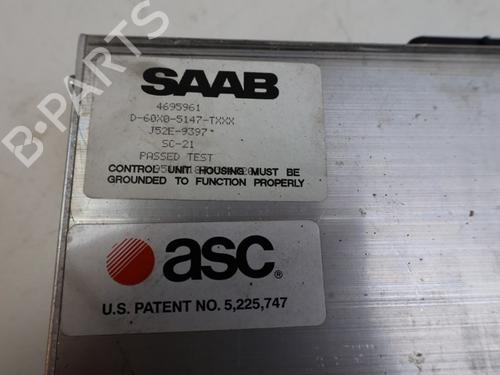 SAAB
4695961
D-60X0-5147-TXXX
J52E-9397
SC-21
PASSED TEST
CONTROL UNIT HOUSING MUST BE
GROUNDED TO FUNCTION PROPERLY
asc®
U.S. PATENT NO. 5,225,747
B-PARTS